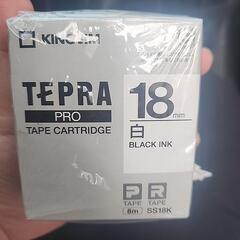 KING JIM
TEPRA
PRO
TAPE CARTRIDGE
18mm
白
BLACK INK
P R
TAPE TAPE
8m SS18K